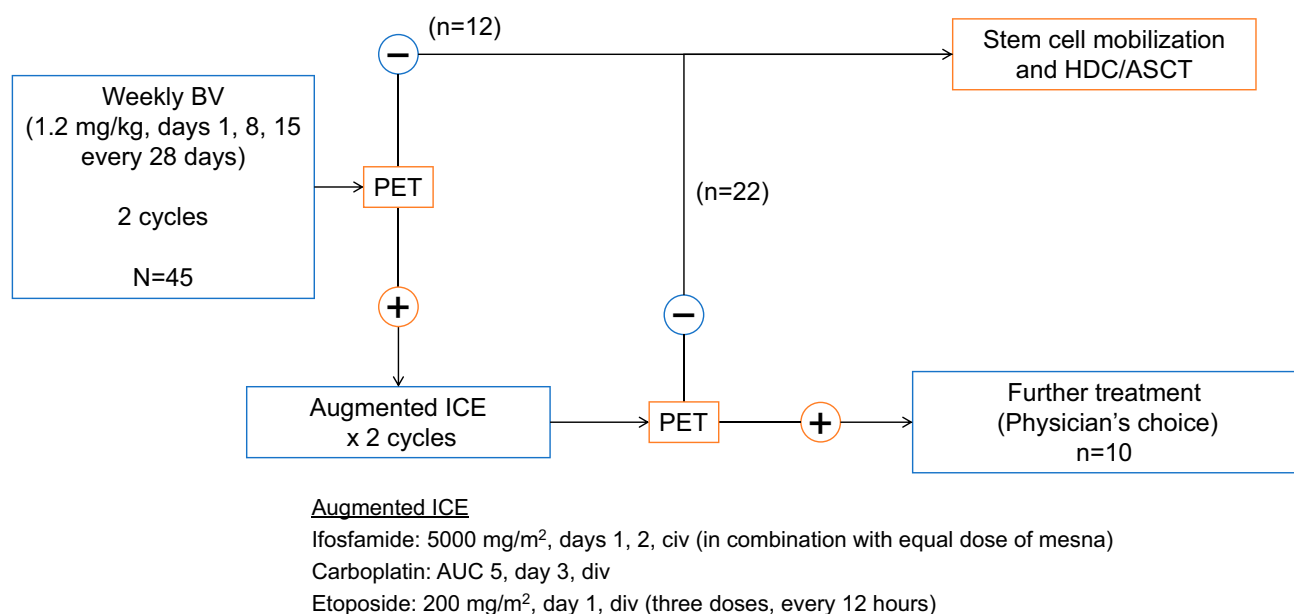 (n=12)
−
Stem cell mobilization
and HDC/ASCT
Weekly BV
(1.2 mg/kg, days 1, 8, 15
every 28 days)
2 cycles
N=45
PET
(n=22)
+
−
Augmented ICE
x 2 cycles
PET
+
Further treatment
(Physician’s choice)
n=10
Augmented ICE
Ifosfamide: 5000 mg/m², days 1, 2, civ (in combination with equal dose of mesna)
Carboplatin: AUC 5, day 3, div
Etoposide: 200 mg/m², day 1, div (three doses, every 12 hours)